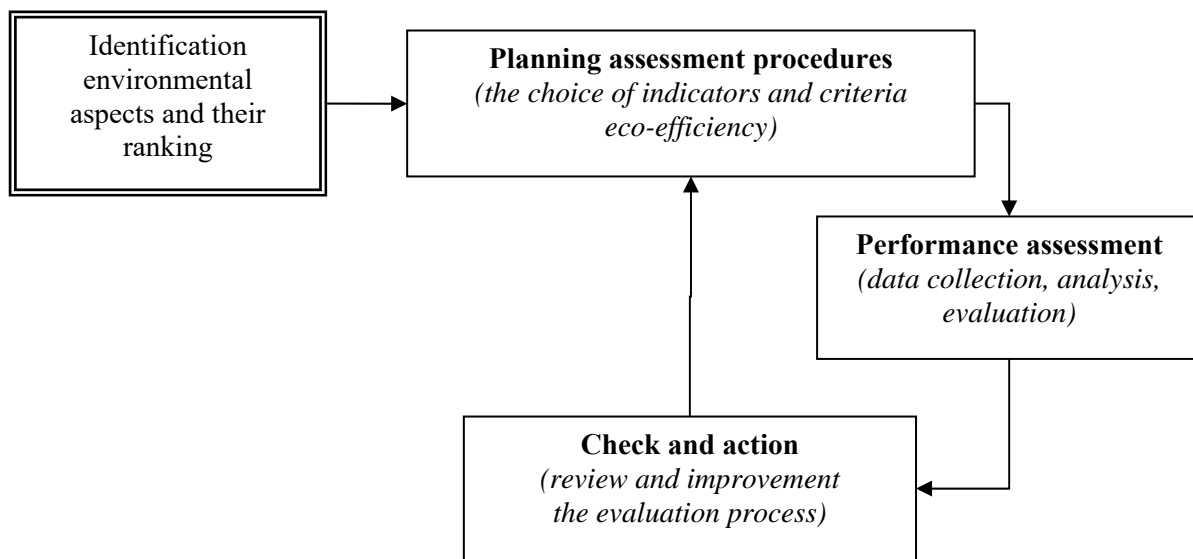 Identification
environmental
aspects and their
ranking
Planning assessment procedures
(the choice of indicators and criteria
eco-efficiency)
Performance assessment
(data collection, analysis,
evaluation)
Check and action
(review and improvement
the evaluation process)